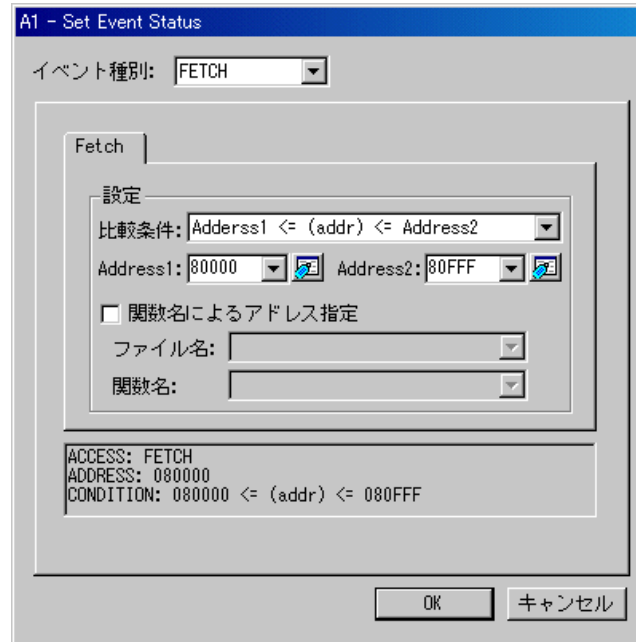 A1 - Set Event Status
イベント種別: FETCH
Fetch
設定
比較条件: Adderss1 <= (addr) <= Address2
Address1: 80000 Address2: 80FFF
関数名によるアドレス指定
ファイル名:
関数名:
ACCESS: FETCH
ADDRESS: 080000
CONDITION: 080000 <= (addr) <= 080FFF
OK キャンセル